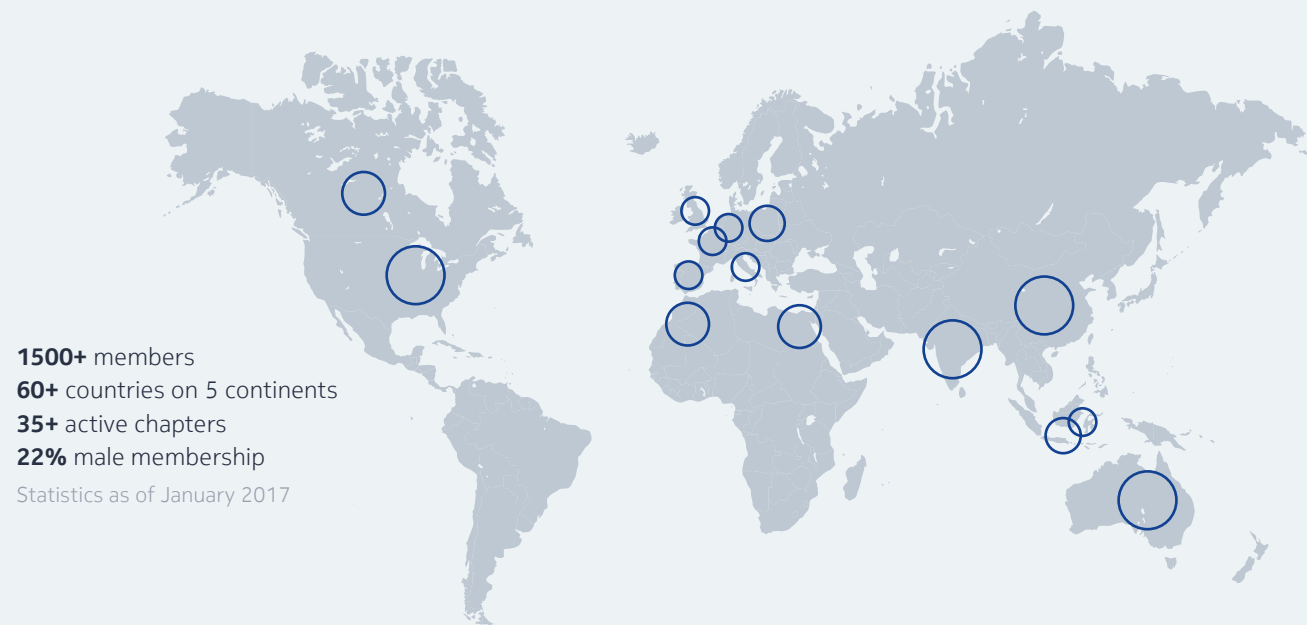 1500+ members
60+ countries on 5 continents
35+ active chapters
22% male membership
Statistics as of January 2017